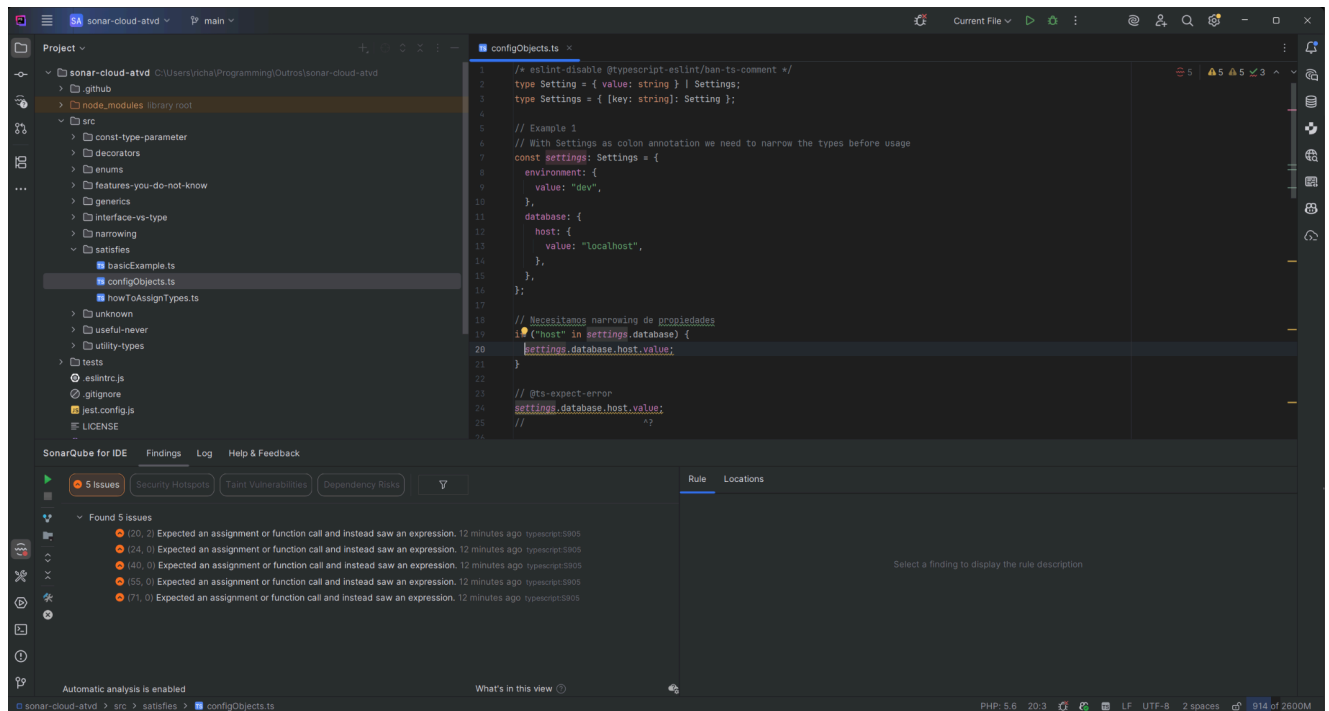 SA sonar-cloud-atvd main Current File
Project
configObjects.ts
sonar-cloud-atvd C:\Users\richa\Programming\Outros\sonar-cloud-atvd
.github
node_modules library root
src
const-type-parameter
decorators
enums
features-you-do-not-know
generics
interface-vs-type
narrowing
satisfies
TS basicExample.ts
TS configObjects.ts
TS howToAssignTypes.ts
unknown
useful-never
utility-types
tests
.eslintrc.js
.gitignore
jest.config.js
LICENSE
5 5 5 3
1 /* eslint-disable @typescript-eslint/ban-ts-comment */
2 type Setting = { value: string } | Settings;
3 type Settings = { [key: string]: Setting };
4
5 // Example 1
6 // With Settings as colon annotation we need to narrow the types before usage
7 const settings: Settings = {
8 environment: {
9 value: "dev",
10 },
11 database: {
12 host: {
13 value: "localhost",
14 },
15 },
16 };
17
18 // Necesitamos narrowing de propiedades
19 ("host" in settings.database) {
20 settings.database.host.value;
21 }
22
23 // @ts-expect-error
24 settings.database.host.value;
25 // ^?
SonarQube for IDE Findings Log Help & Feedback
5 Issues Security Hotspots Taint Vulnerabilities Dependency Risks
Found 5 issues
(20, 2) Expected an assignment or function call and instead saw an expression. 12 minutes ago typescript:S905
(24, 0) Expected an assignment or function call and instead saw an expression. 12 minutes ago typescript:S905
(40, 0) Expected an assignment or function call and instead saw an expression. 12 minutes ago typescript:S905
(55, 0) Expected an assignment or function call and instead saw an expression. 12 minutes ago typescript:S905
(71, 0) Expected an assignment or function call and instead saw an expression. 12 minutes ago typescript:S905
Rule Locations
Select a finding to display the rule description
Automatic analysis is enabled What's in this view
sonar-cloud-atvd > src > satisfies > TS configObjects.ts PHP: 5.6 20:3 LF UTF-8 2 spaces 914 of 2600M